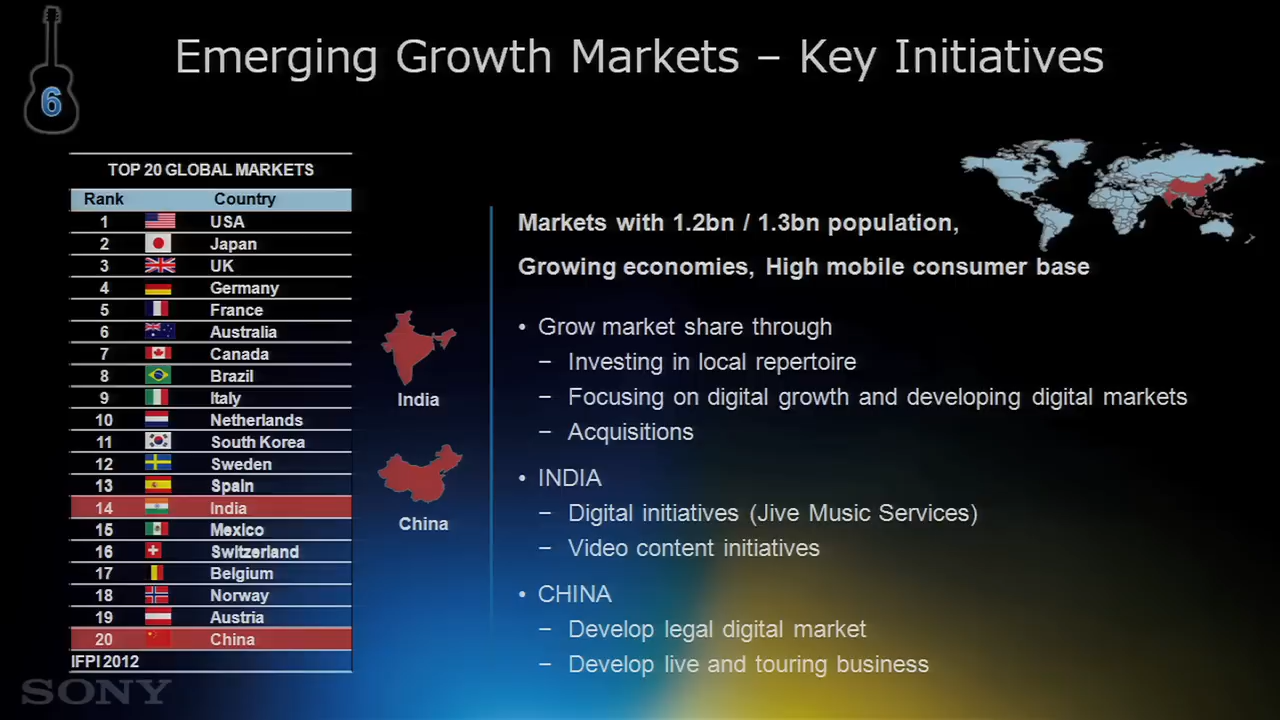 6
Emerging Growth Markets – Key Initiatives
TOP 20 GLOBAL MARKETS
Rank Country
1 USA
2 Japan
3 UK
4 Germany
5 France
6 Australia
7 Canada
8 Brazil
9 Italy
10 Netherlands
11 South Korea
12 Sweden
13 Spain
14 India
15 Mexico
16 Switzerland
17 Belgium
18 Norway
19 Austria
20 China
IFPI 2012
India
China
Markets with 1.2bn / 1.3bn population,
Growing economies, High mobile consumer base
• Grow market share through
– Investing in local repertoire
– Focusing on digital growth and developing digital markets
– Acquisitions
• INDIA
– Digital initiatives (Jive Music Services)
– Video content initiatives
• CHINA
– Develop legal digital market
– Develop live and touring business
SONY